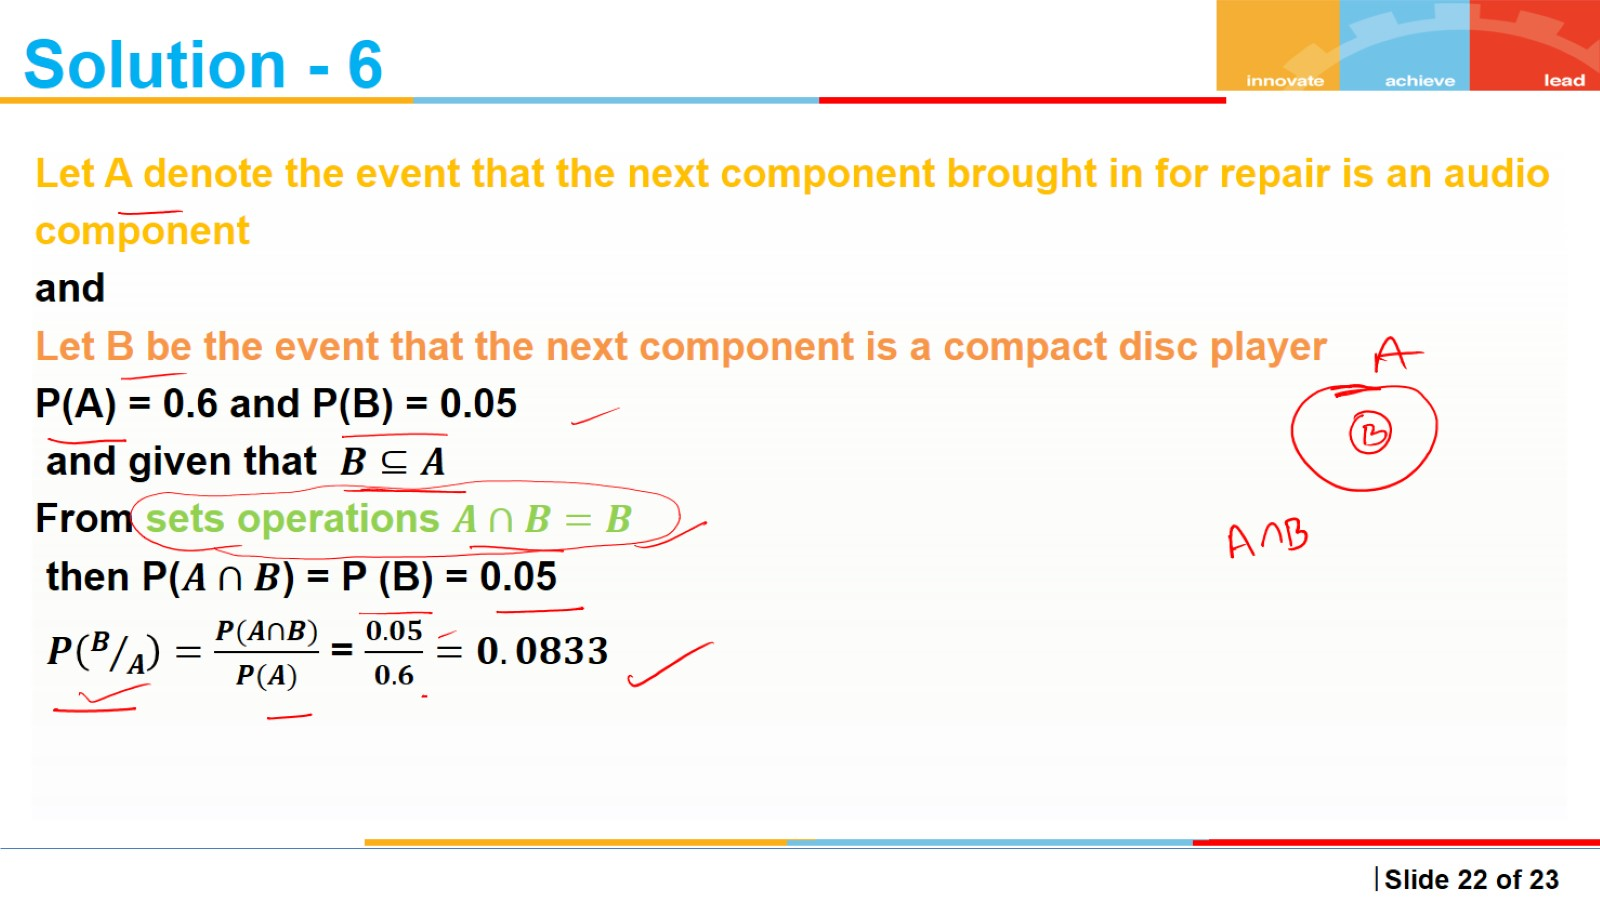 Solution - 6
innovate achieve lead
Let A denote the event that the next component brought in for repair is an audio
component
and
Let B be the event that the next component is a compact disc player
A
P(A) = 0.6 and P(B) = 0.05
B
and given that B ⊆ A
From sets operations A ∩ B = B
A∩B
then P(A ∩ B) = P (B) = 0.05
P(B/A) = P(A∩B)/P(A) = 0.05/0.6 = 0.0833
Slide 22 of 23